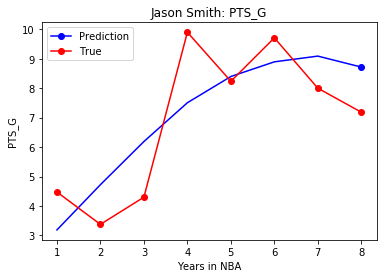 Jason Smith: PTS_G
Prediction
True
PTS_G
10
9
8
7
6
5
4
3
1 2 3 4 5 6 7 8
Years in NBA